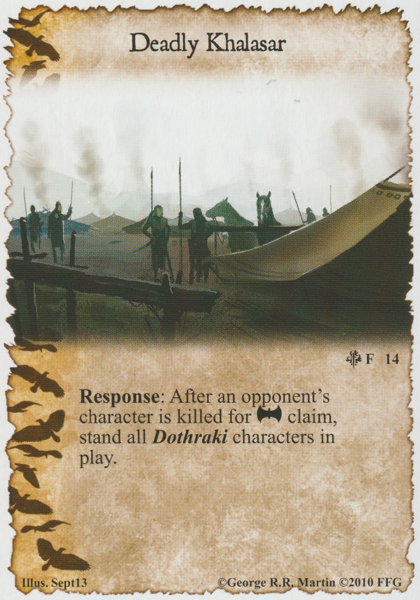 Deadly Khalasar
F 14
Response: After an opponent's
character is killed for claim,
stand all Dothraki characters in
play.
Illus. Sept13 ©George R.R. Martin ©2010 FFG